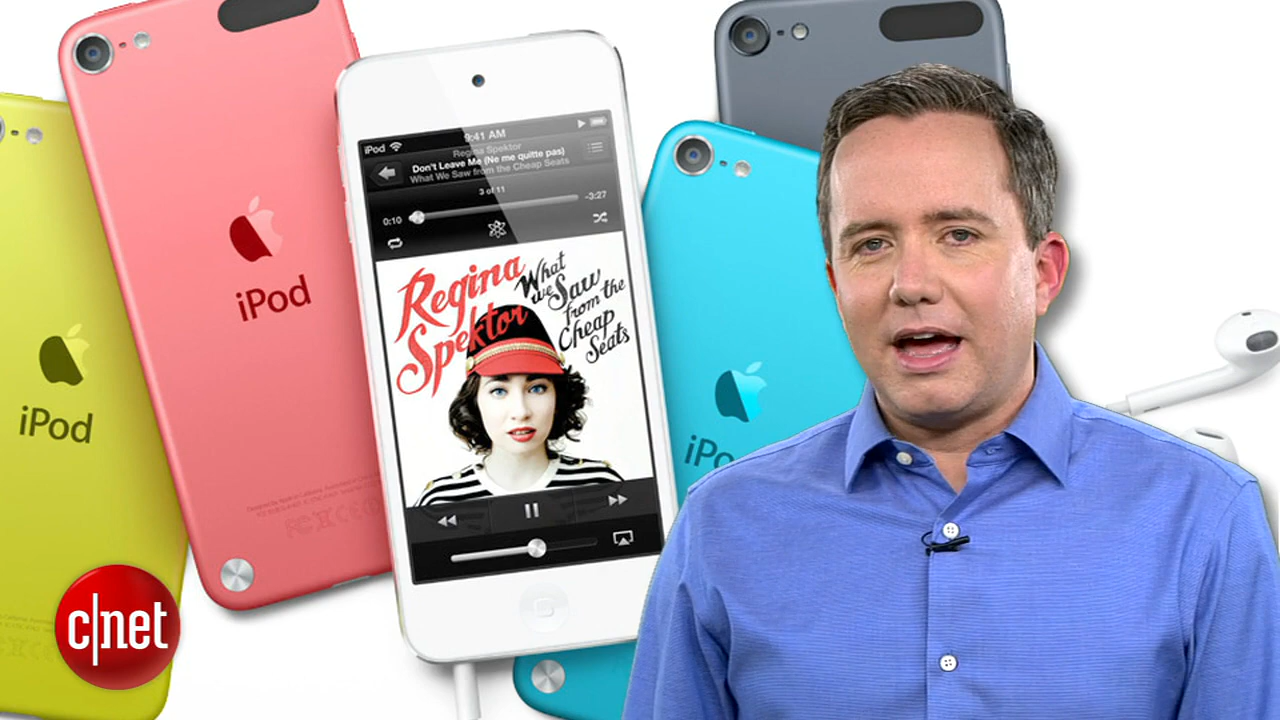 iPod
9:41 AM
Regina Spektor
Don't Leave Me (Ne me quitte pas)
What We Saw from the Cheap Seats
3 of 11
0:10
-3:27
Regina
Spektor
What
we Saw
from the
Cheap
Seats
iPod
iPod
iPo
c|net